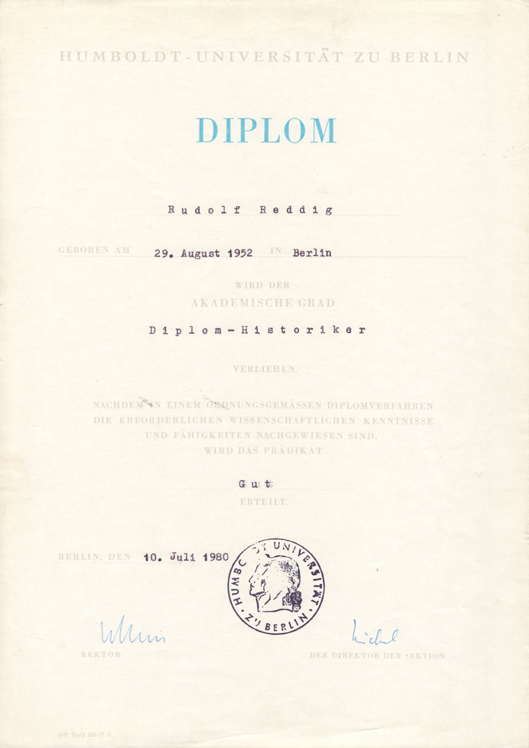 HUMBOLDT-UNIVERSITÄT ZU BERLIN
DIPLOM
Rudolf Reddig
GEBOREN AM 29. August 1952 IN Berlin
WIRD DER
AKADEMISCHE GRAD
Diplom-Historiker
VERLIEHEN.
NACHDEM IN EINEM ORDNUNGSGEMÄSSEN DIPLOMVERFAHREN
DIE ERFORDERLICHEN WISSENSCHAFTLICHEN KENNTNISSE
UND FÄHIGKEITEN NACHGEWIESEN SIND,
WIRD DAS PRÄDIKAT
Gut
ERTEILT.
BERLIN, DEN 10. Juli 1980
UNIVERSITÄT
ZU BERLIN
REKTOR
DER DIREKTOR DER SEKTION